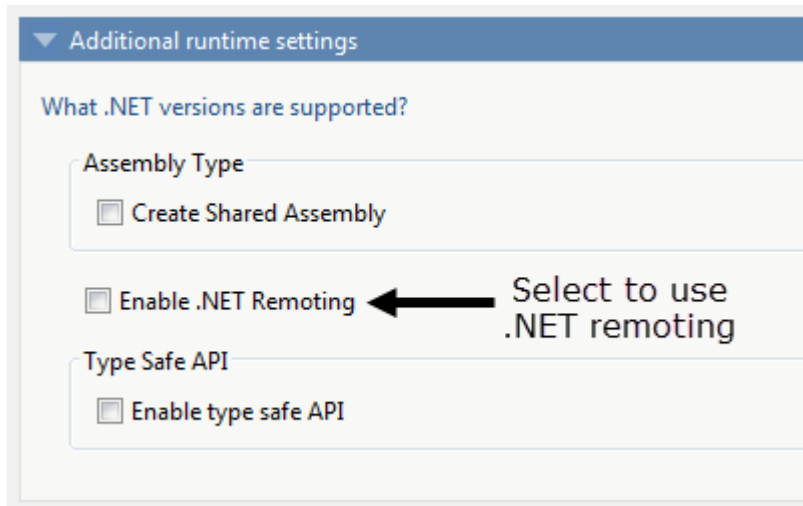 Additional runtime settings
What .NET versions are supported?
Assembly Type
Create Shared Assembly
Enable .NET Remoting
Select to use
.NET remoting
Type Safe API
Enable type safe API